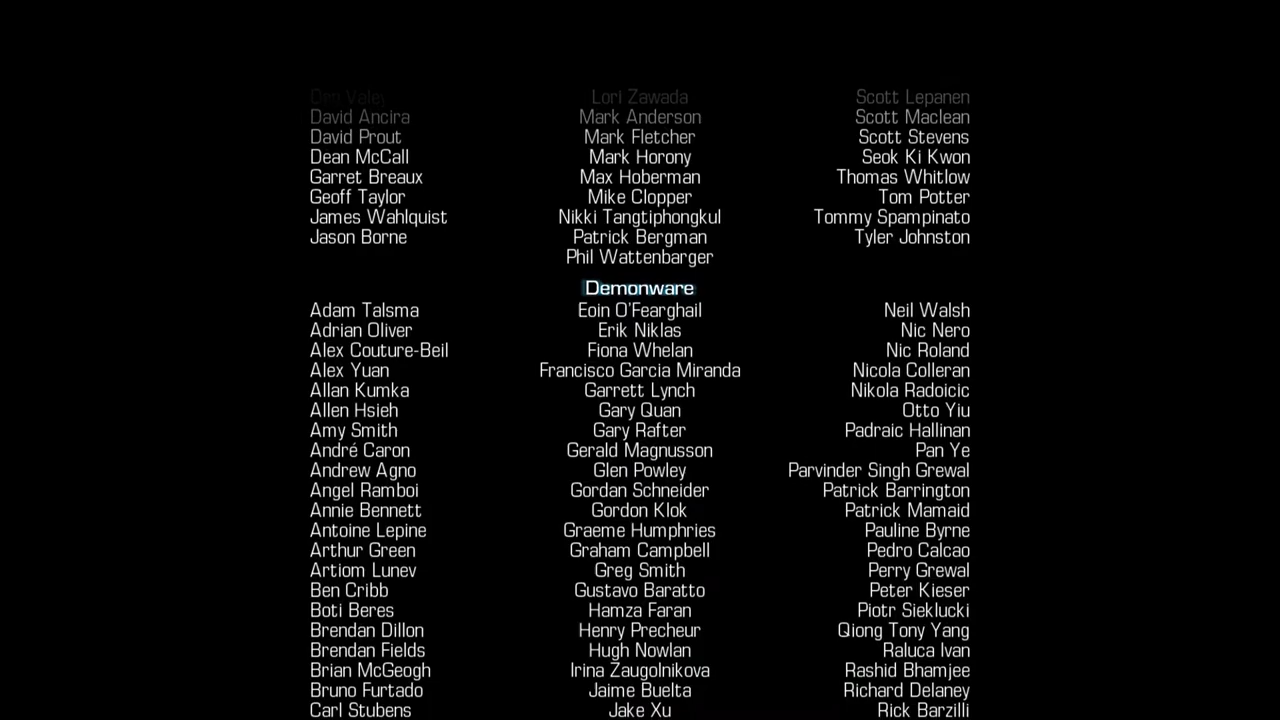 Lori Zawada Scott Lepanen
David Ancira Mark Anderson Scott Maclean
David Prout Mark Fletcher Scott Stevens
Dean McCall Mark Horony Seok Ki Kwon
Garret Breaux Max Hoberman Thomas Whitlow
Geoff Taylor Mike Clopper Tom Potter
James Wahlquist Nikki Tangtiphongkul Tommy Spampinato
Jason Borne Patrick Bergman Tyler Johnston
Phil Wattenbarger
Demonware
Adam Talsma Eoin O'Fearghail Neil Walsh
Adrian Oliver Erik Niklas Nic Nero
Alex Couture-Beil Fiona Whelan Nic Roland
Alex Yuan Francisco Garcia Miranda Nicola Colleran
Allan Kumka Garrett Lynch Nikola Radoicic
Allen Hsieh Gary Quan Otto Yiu
Amy Smith Gary Rafter Padraic Hallinan
André Caron Gerald Magnusson Pan Ye
Andrew Agno Glen Powley Parvinder Singh Grewal
Angel Ramboi Gordan Schneider Patrick Barrington
Annie Bennett Gordon Klok Patrick Mamaid
Antoine Lepine Graeme Humphries Pauline Byrne
Arthur Green Graham Campbell Pedro Calcao
Artiom Lunev Greg Smith Perry Grewal
Ben Cribb Gustavo Baratto Peter Kieser
Boti Beres Hamza Faran Piotr Sieklucki
Brendan Dillon Henry Precheur Qiong Tony Yang
Brendan Fields Hugh Nowlan Raluca Ivan
Brian McGeogh Irina Zaugolnikova Rashid Bhamjee
Bruno Furtado Jaime Buelta Richard Delaney
Carl Stubens Jake Xu Rick Barzilli